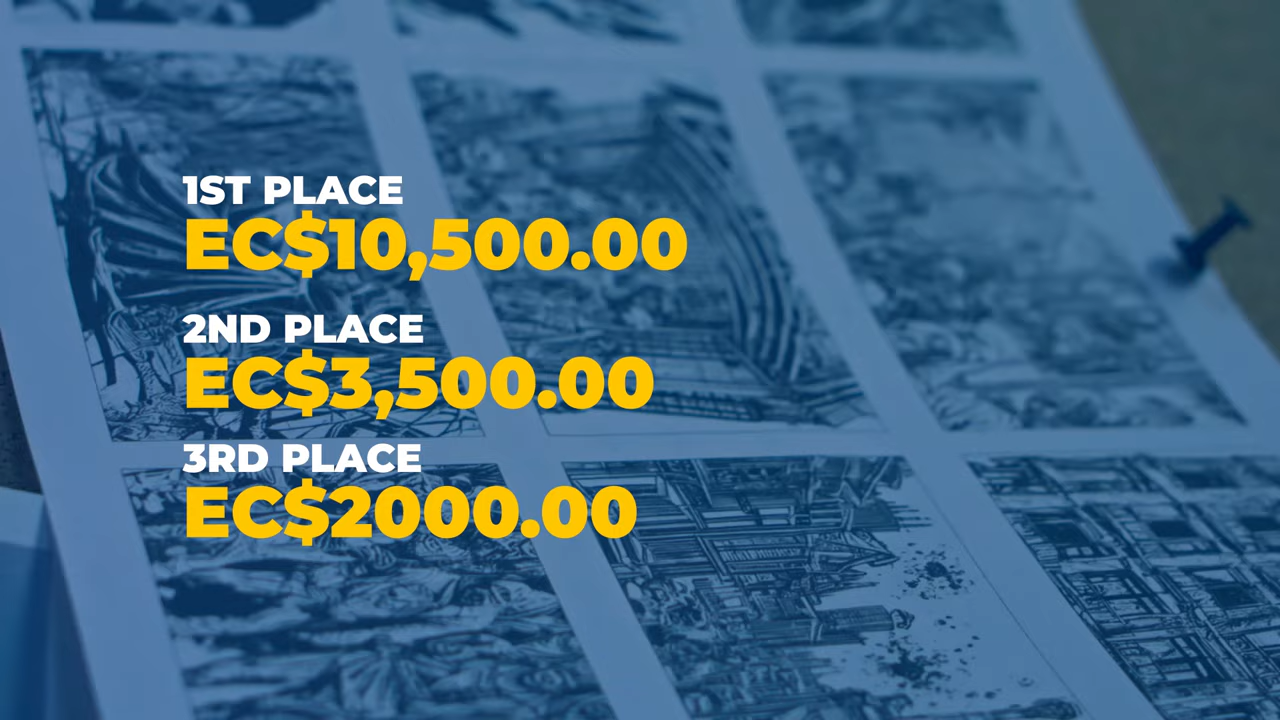 1ST PLACE
EC$10,500.00
2ND PLACE
EC$3,500.00
3RD PLACE
EC$2000.00